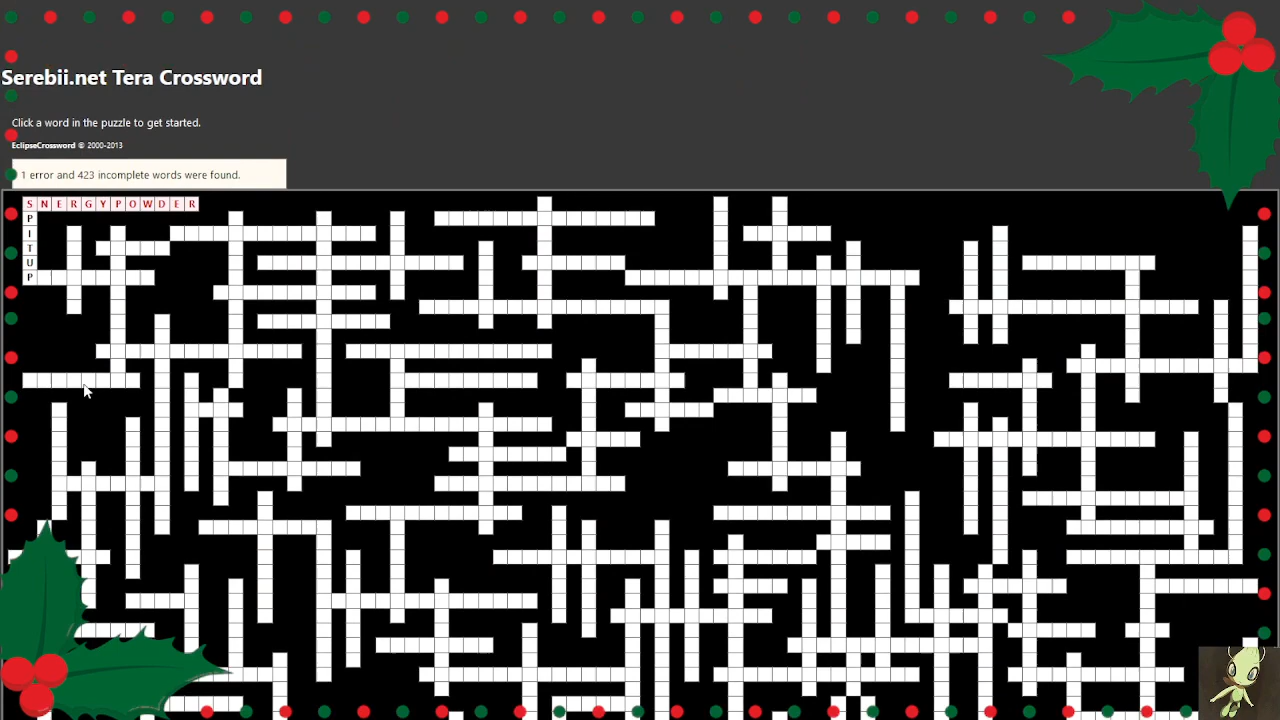 Serebii.net Tera Crossword
Click a word in the puzzle to get started.
EclipseCrossword © 2000-2013
1 error and 423 incomplete words were found.
SNERGYPOWDER
P
I
T
U
P